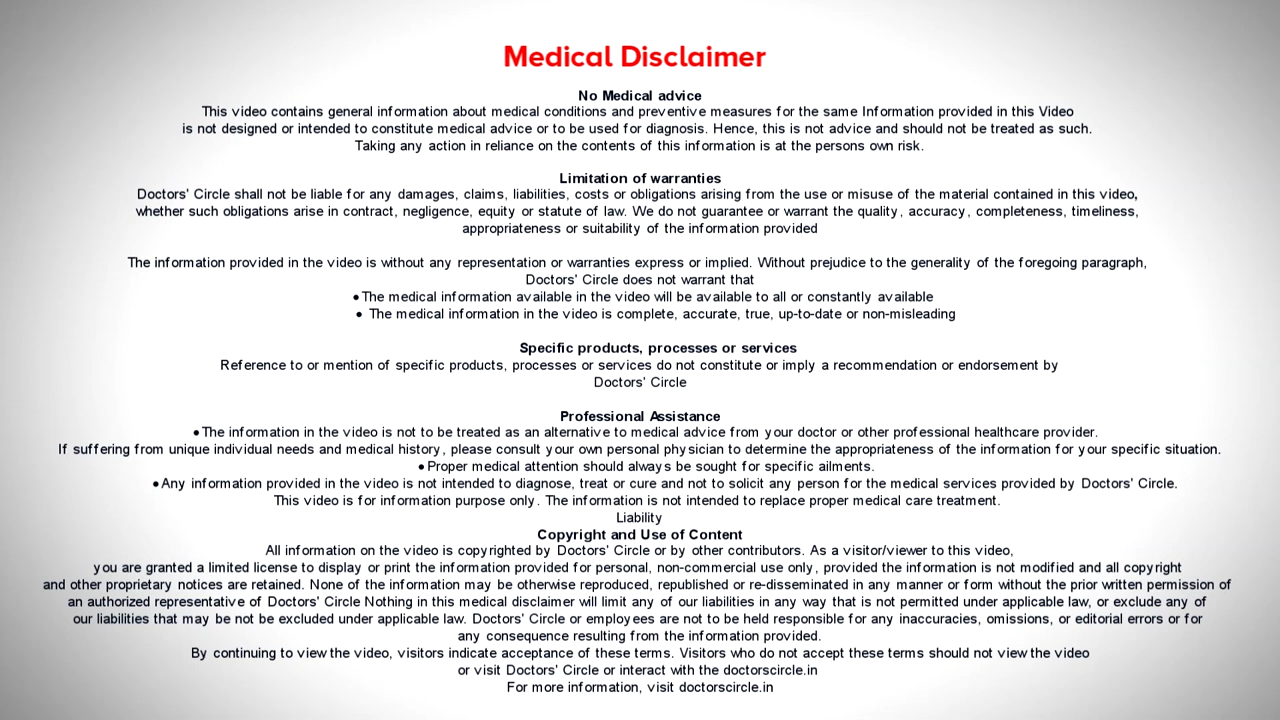 Medical Disclaimer
No Medical advice
This video contains general information about medical conditions and preventive measures for the same Information provided in this Video
is not designed or intended to constitute medical advice or to be used for diagnosis. Hence, this is not advice and should not be treated as such.
Taking any action in reliance on the contents of this information is at the persons own risk.
Limitation of warranties
Doctors' Circle shall not be liable for any damages, claims, liabilities, costs or obligations arising from the use or misuse of the material contained in this video,
whether such obligations arise in contract, negligence, equity or statute of law. We do not guarantee or warrant the quality, accuracy, completeness, timeliness,
appropriateness or suitability of the information provided
The information provided in the video is without any representation or warranties express or implied. Without prejudice to the generality of the foregoing paragraph,
Doctors' Circle does not warrant that
•The medical information available in the video will be available to all or constantly available
• The medical information in the video is complete, accurate, true, up-to-date or non-misleading
Specific products, processes or services
Reference to or mention of specific products, processes or services do not constitute or imply a recommendation or endorsement by
Doctors' Circle
Professional Assistance
•The information in the video is not to be treated as an alternative to medical advice from your doctor or other professional healthcare provider.
If suffering from unique individual needs and medical history, please consult your own personal physician to determine the appropriateness of the information for your specific situation.
•Proper medical attention should always be sought for specific ailments.
•Any information provided in the video is not intended to diagnose, treat or cure and not to solicit any person for the medical services provided by Doctors' Circle.
This video is for information purpose only. The information is not intended to replace proper medical care treatment.
Liability
Copyright and Use of Content
All information on the video is copyrighted by Doctors' Circle or by other contributors. As a visitor/viewer to this video,
you are granted a limited license to display or print the information provided for personal, non-commercial use only, provided the information is not modified and all copyright
and other proprietary notices are retained. None of the information may be otherwise reproduced, republished or re-disseminated in any manner or form without the prior written permission of
an authorized representative of Doctors' Circle Nothing in this medical disclaimer will limit any of our liabilities in any way that is not permitted under applicable law, or exclude any of
our liabilities that may be not be excluded under applicable law. Doctors' Circle or employees are not to be held responsible for any inaccuracies, omissions, or editorial errors or for
any consequence resulting from the information provided.
By continuing to view the video, visitors indicate acceptance of these terms. Visitors who do not accept these terms should not view the video
or visit Doctors' Circle or interact with the doctorscircle.in
For more information, visit doctorscircle.in